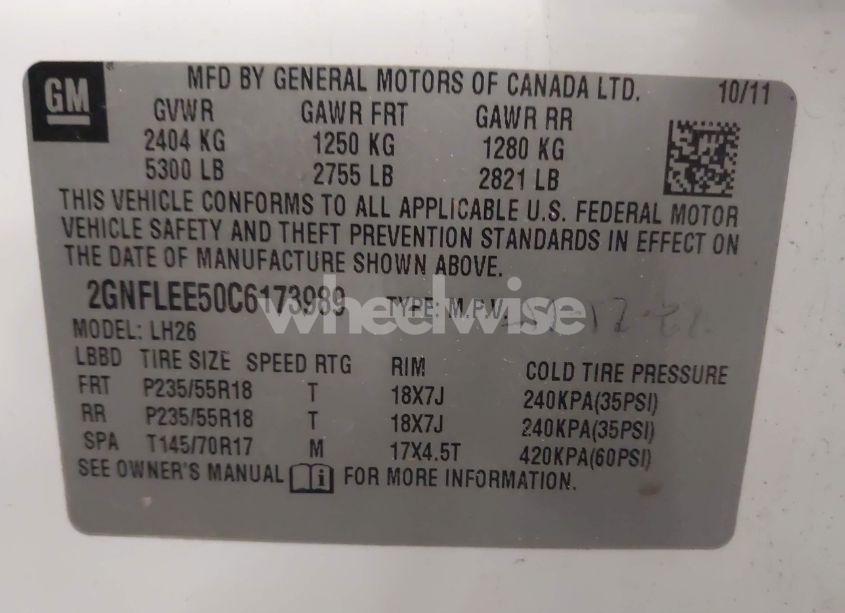 GM
MFD BY GENERAL MOTORS OF CANADA LTD. 10/11
GVWR GAWR FRT GAWR RR
2404 KG 1250 KG 1280 KG
5300 LB 2755 LB 2821 LB
THIS VEHICLE CONFORMS TO ALL APPLICABLE U.S. FEDERAL MOTOR
VEHICLE SAFETY AND THEFT PREVENTION STANDARDS IN EFFECT ON
THE DATE OF MANUFACTURE SHOWN ABOVE.
2GNFLEE50C6173989 TYPE: M.P.V.
wheelwise
MODEL: LH26
LBBD TIRE SIZE SPEED RTG RIM COLD TIRE PRESSURE
FRT P235/55R18 T 18X7J 240KPA(35PSI)
RR P235/55R18 T 18X7J 240KPA(35PSI)
SPA T145/70R17 M 17X4.5T 420KPA(60PSI)
SEE OWNER'S MANUAL FOR MORE INFORMATION.